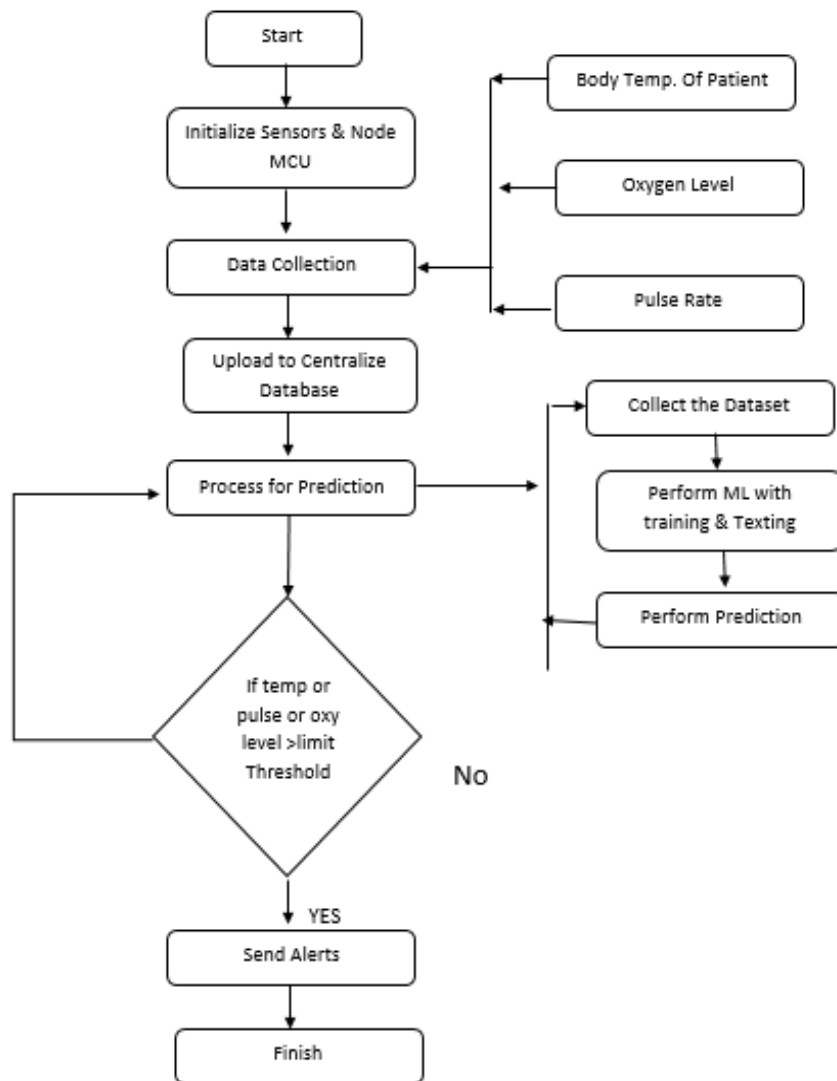 Start
Body Temp. Of Patient
Initialize Sensors & Node
MCU
Oxygen Level
Data Collection
Pulse Rate
Upload to Centralize
Database
Collect the Dataset
Process for Prediction
Perform ML with
training & Texting
Perform Prediction
If temp or
pulse or oxy
level >limit
Threshold
No
YES
Send Alerts
Finish